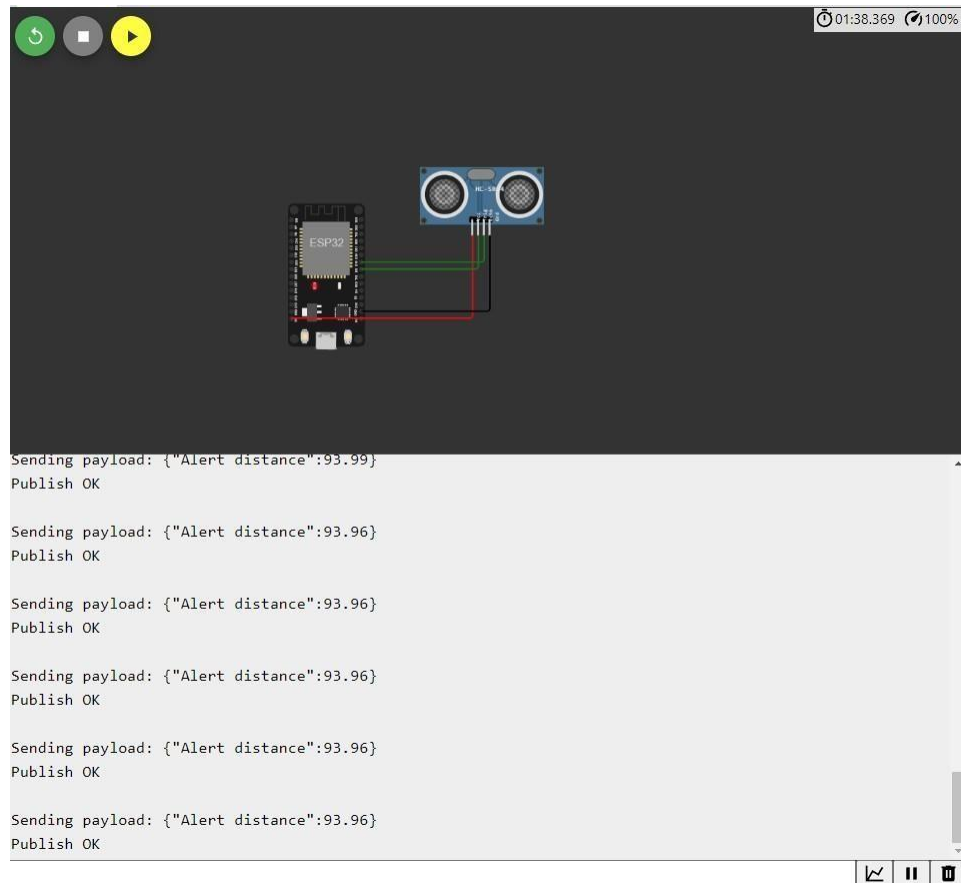 01:38.369 100%
ESP32
Sending payload: {"Alert distance":93.99}
Publish OK
Sending payload: {"Alert distance":93.96}
Publish OK
Sending payload: {"Alert distance":93.96}
Publish OK
Sending payload: {"Alert distance":93.96}
Publish OK
Sending payload: {"Alert distance":93.96}
Publish OK
Sending payload: {"Alert distance":93.96}
Publish OK